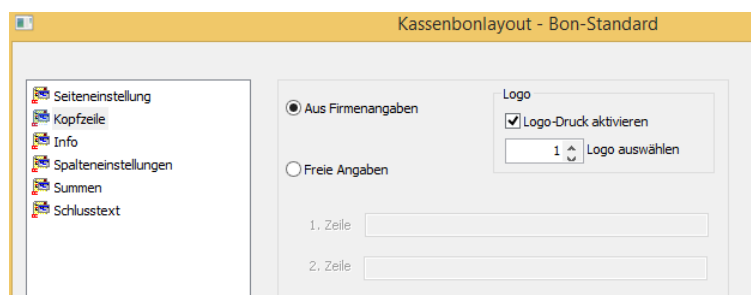 Kassenbonlayout - Bon-Standard
Seiteneinstellung
Kopfzeile
Info
Spalteneinstellungen
Summen
Schlusstext
Aus Firmenangaben
Logo
Logo-Druck aktivieren
1 Logo auswählen
Freie Angaben
1. Zeile
2. Zeile